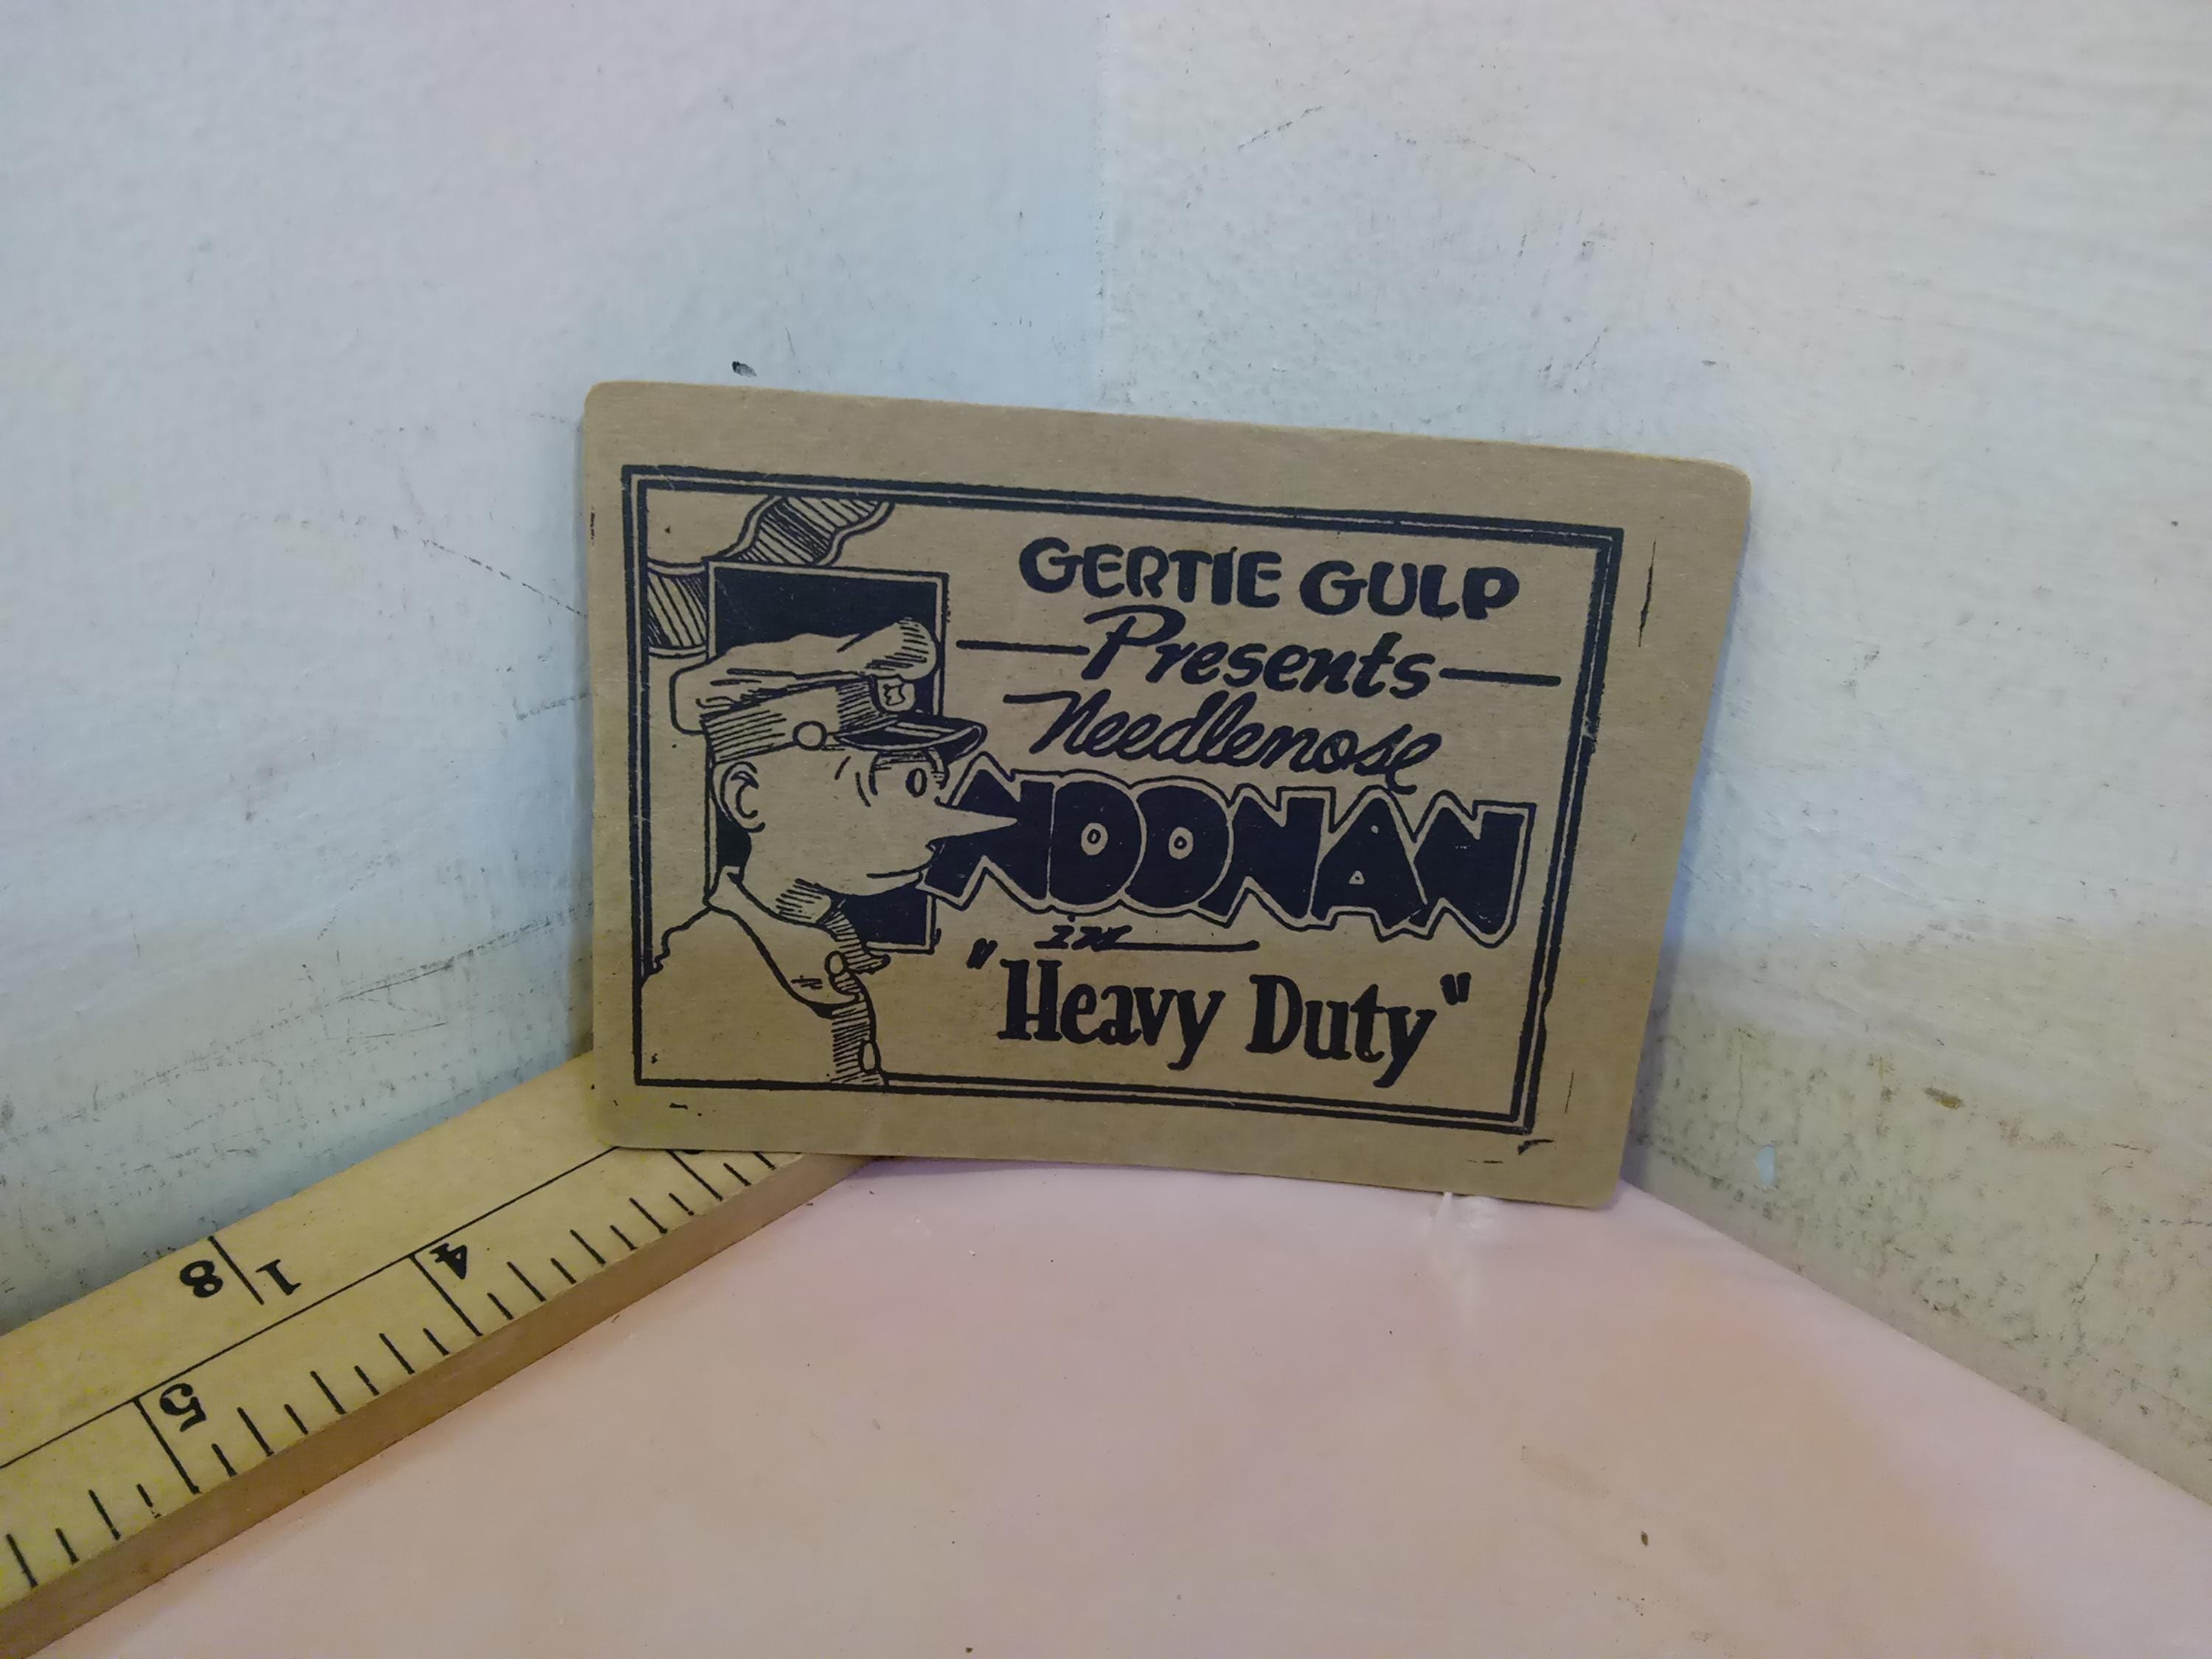 GERTIE GULP
Presents
Needlenose
NOONAN
in
"Heavy Duty"
8 1
4
5